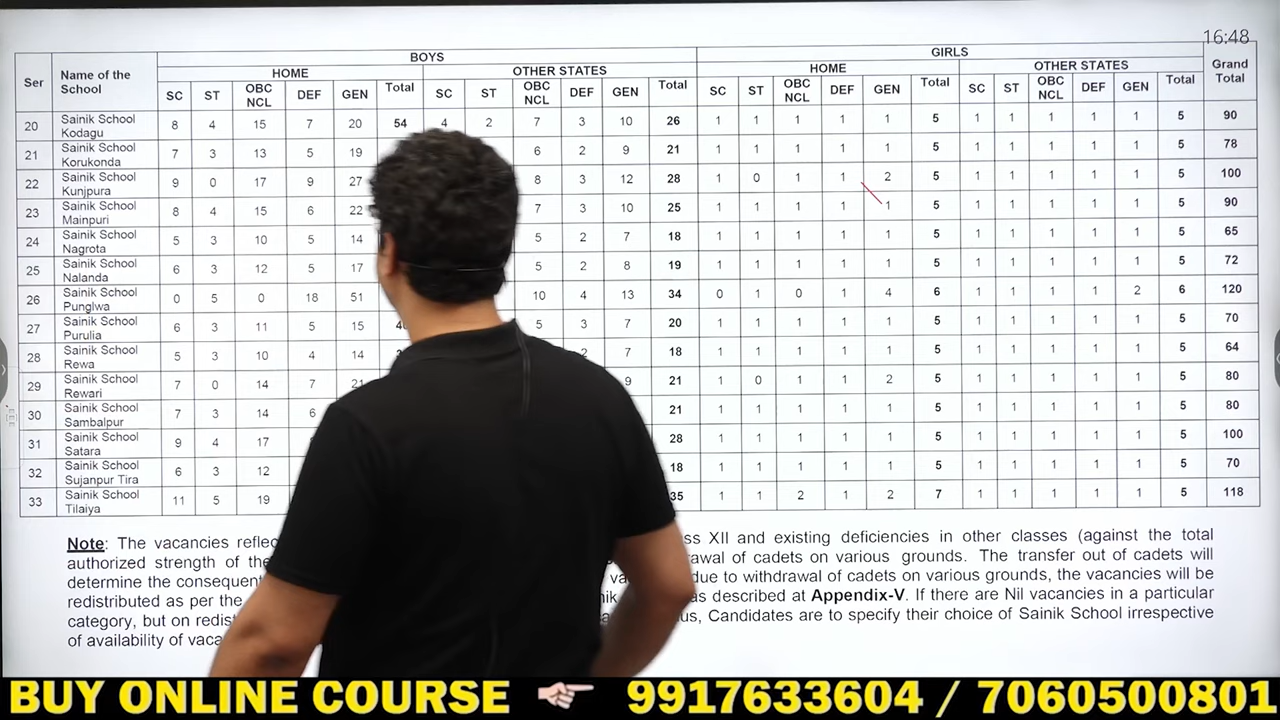 16:48
BOYS GIRLS
HOME OTHER STATES HOME OTHER STATES
Ser Name of the School SC ST OBC NCL DEF GEN Total SC ST OBC NCL DEF GEN Total SC ST OBC NCL DEF GEN Total SC ST OBC NCL DEF GEN Total Grand Total
20 Sainik School Kodagu 8 4 15 7 20 54 4 2 7 3 10 26 1 1 1 1 1 5 1 1 1 1 1 5 90
21 Sainik School Korukonda 7 3 13 5 19 6 2 9 21 1 1 1 1 1 5 1 1 1 1 1 5 78
22 Sainik School Kunjpura 9 0 17 9 27 8 3 12 28 1 0 1 1 2 5 1 1 1 1 1 5 100
23 Sainik School Mainpuri 8 4 15 6 22 7 3 10 25 1 1 1 1 1 5 1 1 1 1 1 5 90
24 Sainik School Nagrota 5 3 10 5 14 5 2 7 18 1 1 1 1 1 5 1 1 1 1 1 5 65
25 Sainik School Nalanda 6 3 12 5 17 5 2 8 19 1 1 1 1 1 5 1 1 1 1 1 5 72
26 Sainik School Punglwa 0 5 0 18 51 10 4 13 34 0 1 1 4 6 1 1 1 1 2 6 120
27 Sainik School Purulia 6 3 11 5 15 5 3 7 20 1 1 1 1 1 5 1 1 1 1 1 5 70
28 Sainik School Rewa 5 3 10 4 14 2 7 18 1 1 1 1 1 5 1 1 1 1 1 5 64
29 Sainik School Rewari 7 0 14 7 21 9 21 1 0 1 1 2 5 1 1 1 1 1 5 80
30 Sainik School Sambalpur 7 3 14 6 21 1 1 1 1 1 5 1 1 1 1 1 5 80
31 Sainik School Satara 9 4 17 28 1 1 1 1 1 5 1 1 1 1 1 5 100
32 Sainik School Sujanpur Tira 6 3 12 18 1 1 1 1 1 5 1 1 1 1 1 5 70
33 Sainik School Tilaiya 11 5 19 35 1 1 2 1 2 7 1 1 1 1 1 5 118
Note: The vacancies XII and existing deficiencies in other classes (against the total
authorized strength of the of cadets on various grounds. The transfer out of cadets will
determine the due to withdrawal of cadets on various grounds, the vacancies will be
redistributed as per the as described at Appendix-V. If there are Nil vacancies in a particular
category, but on Candidates are to specify their choice of Sainik School irrespective
of availability of
BUY ONLINE COURSE 9917633604 / 7060500801